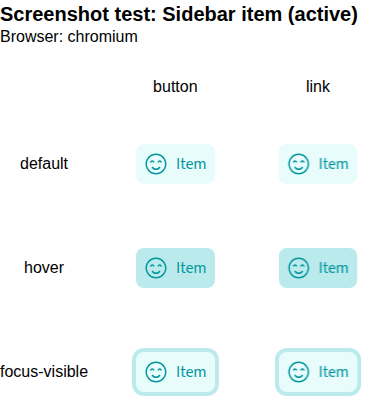 Screenshot test: Sidebar item (active)
Browser: chromium
button link
default Item Item
hover Item Item
focus-visible Item Item